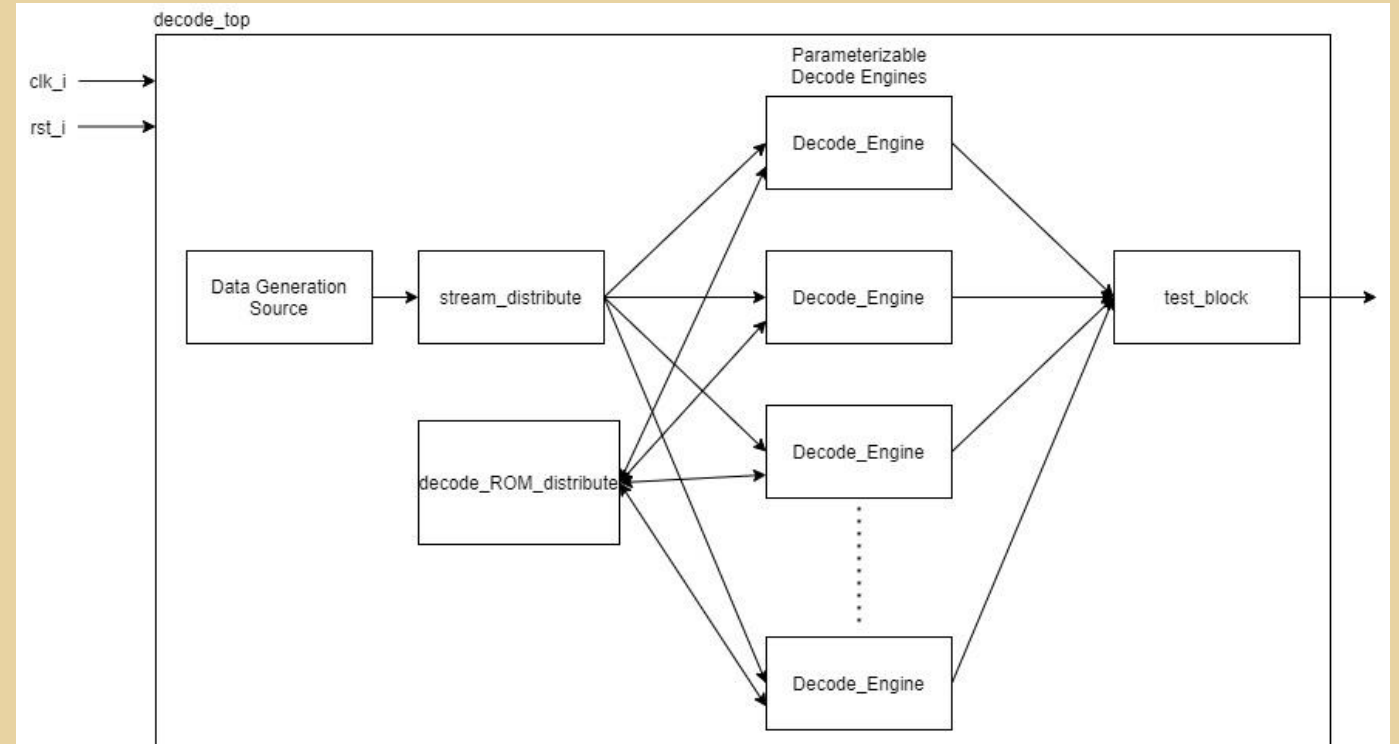 decode_top
clk_i
rst_i
Parameterizable
Decode Engines
Decode_Engine
Data Generation
Source
stream_distribute
Decode_Engine
test_block
decode_ROM_distribute
Decode_Engine
Decode_Engine